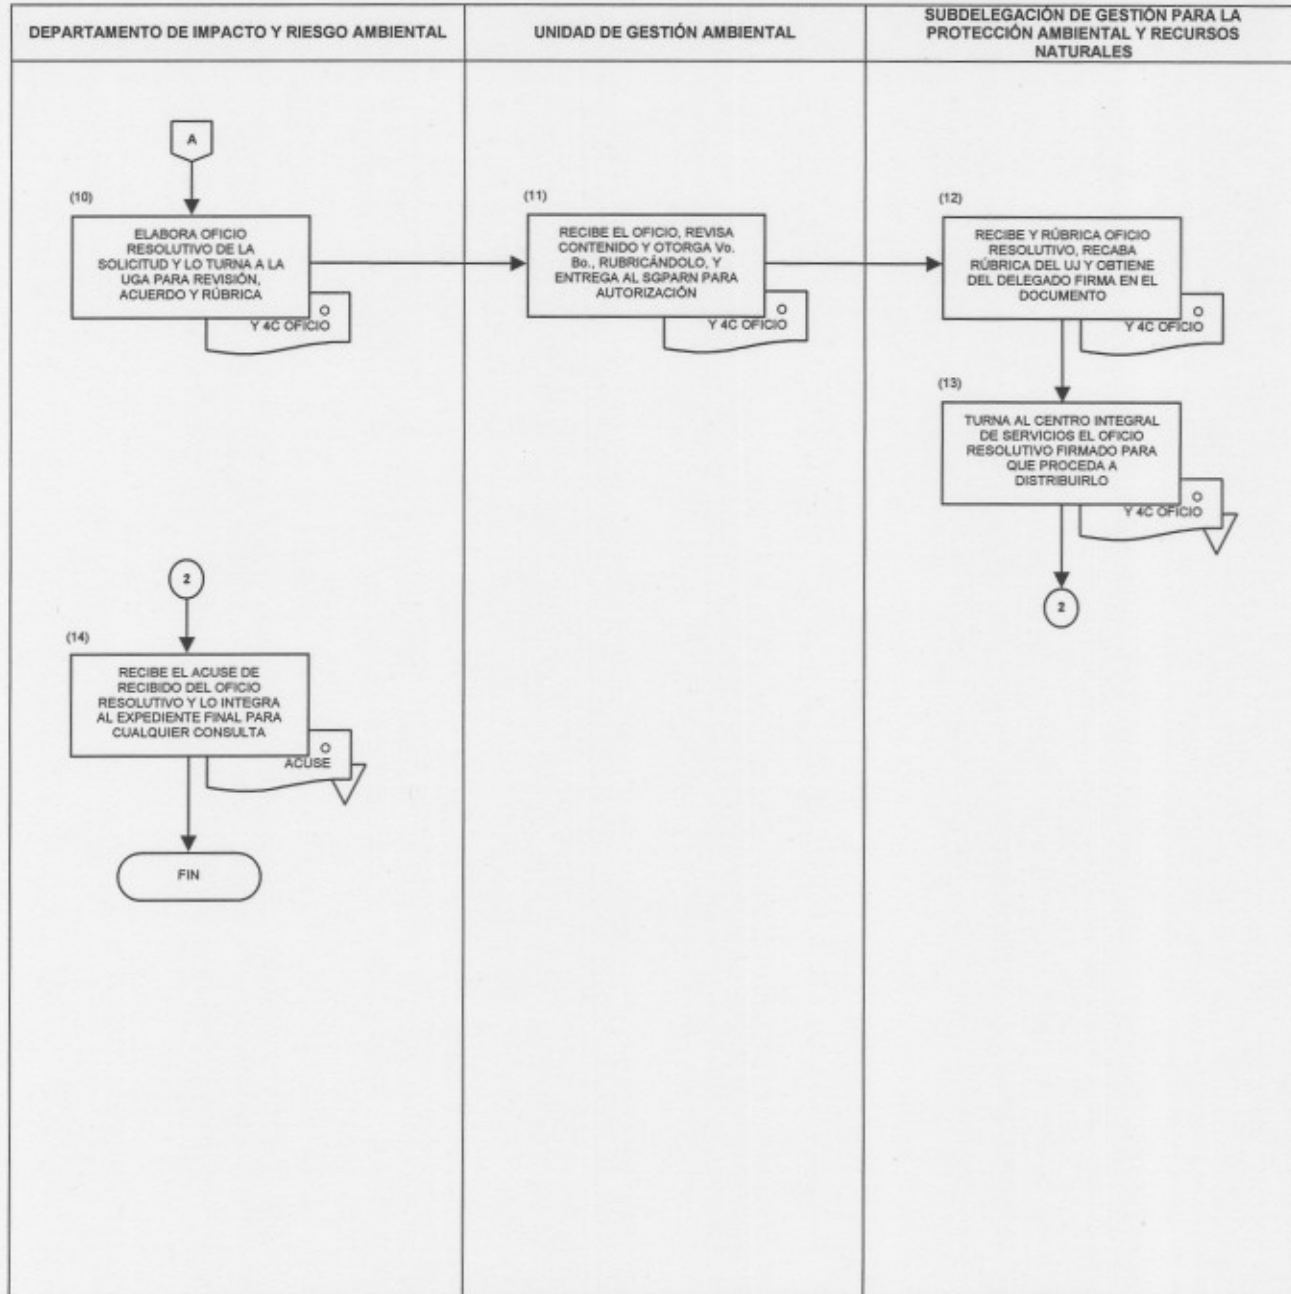 DEPARTAMENTO DE IMPACTO Y RIESGO AMBIENTAL
UNIDAD DE GESTIÓN AMBIENTAL
SUBDELEGACIÓN DE GESTIÓN PARA LA
PROTECCIÓN AMBIENTAL Y RECURSOS
NATURALES
A
(10)
ELABORA OFICIO
RESOLUTIVO DE LA
SOLICITUD Y LO TURNA A LA
UGA PARA REVISIÓN,
ACUERDO Y RÚBRICA
O
Y 4C OFICIO
(11)
RECIBE EL OFICIO, REVISA
CONTENIDO Y OTORGA Vo.
Bo., RUBRICÁNDOLO, Y
ENTREGA AL SGPARN PARA
AUTORIZACIÓN
O
Y 4C OFICIO
(12)
RECIBE Y RÚBRICA OFICIO
RESOLUTIVO, RECABA
RÚBRICA DEL UJ Y OBTIENE
DEL DELEGADO FIRMA EN EL
DOCUMENTO
O
Y 4C OFICIO
(13)
TURNA AL CENTRO INTEGRAL
DE SERVICIOS EL OFICIO
RESOLUTIVO FIRMADO PARA
QUE PROCEDA A
DISTRIBUIRLO
O
Y 4C OFICIO
2
2
(14)
RECIBE EL ACUSE DE
RECIBIDO DEL OFICIO
RESOLUTIVO Y LO INTEGRA
AL EXPEDIENTE FINAL PARA
CUALQUIER CONSULTA
O
ACUSE
FIN